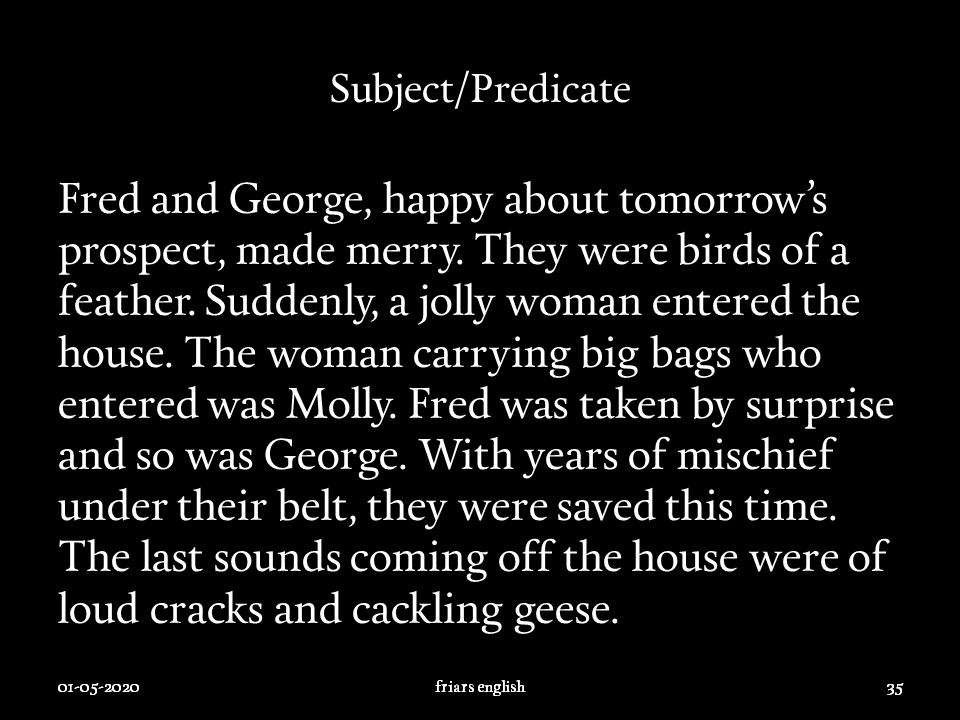 Subject/Predicate
Fred and George, happy about tomorrow’s
prospect, made merry. They were birds of a
feather. Suddenly, a jolly woman entered the
house. The woman carrying big bags who
entered was Molly. Fred was taken by surprise
and so was George. With years of mischief
under their belt, they were saved this time.
The last sounds coming off the house were of
loud cracks and cackling geese.
01-05-2020
friars english
35